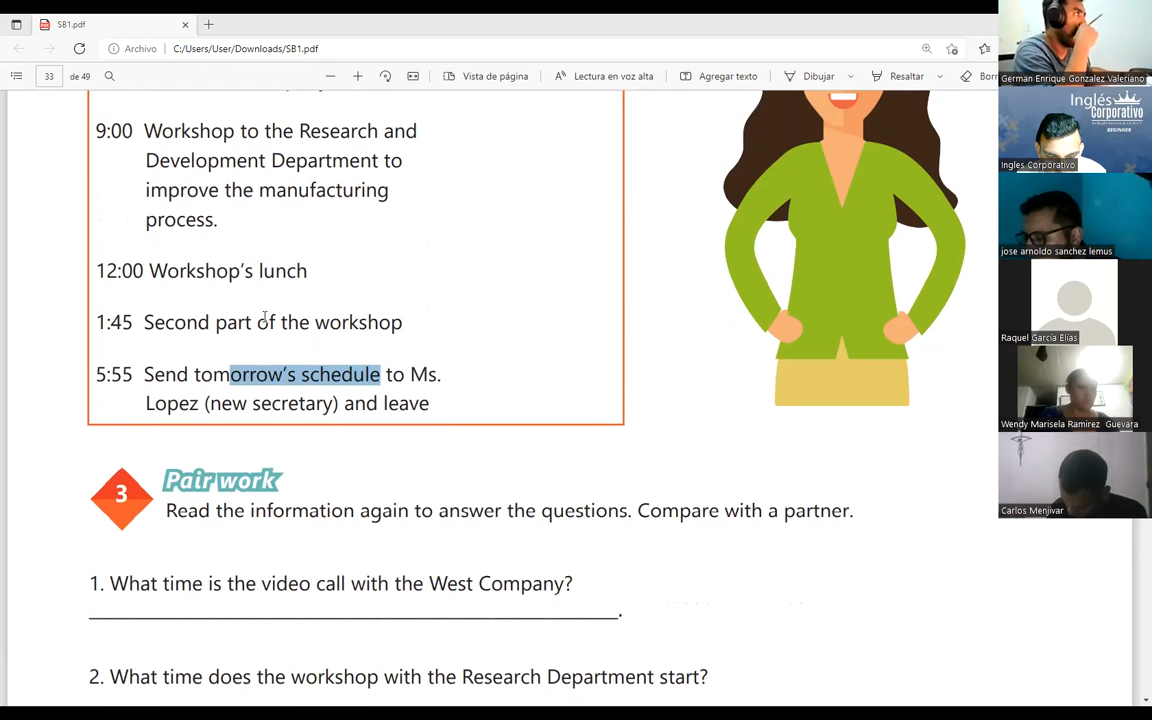 SB1.pdf
Archivo C:/Users/User/Downloads/SB1.pdf
33 de 49
Vista de página
Lectura en voz alta
Agregar texto
Dibujar
Resaltar
9:00 Workshop to the Research and
Development Department to
improve the manufacturing
process.
12:00 Workshop's lunch
1:45 Second part of the workshop
5:55 Send tomorrow's schedule to Ms.
Lopez (new secretary) and leave
3
Pair work
Read the information again to answer the questions. Compare with a partner.
1. What time is the video call with the West Company?
2. What time does the workshop with the Research Department start?
German Enrique Gonzalez Valeriano
Inglés
Corporativo
BEGINNER
Ingles Corporativo
jose arnoldo sanchez lemus
Raquel García Elías
Wendy Marisela Ramirez Guevara
Carlos Menjivar